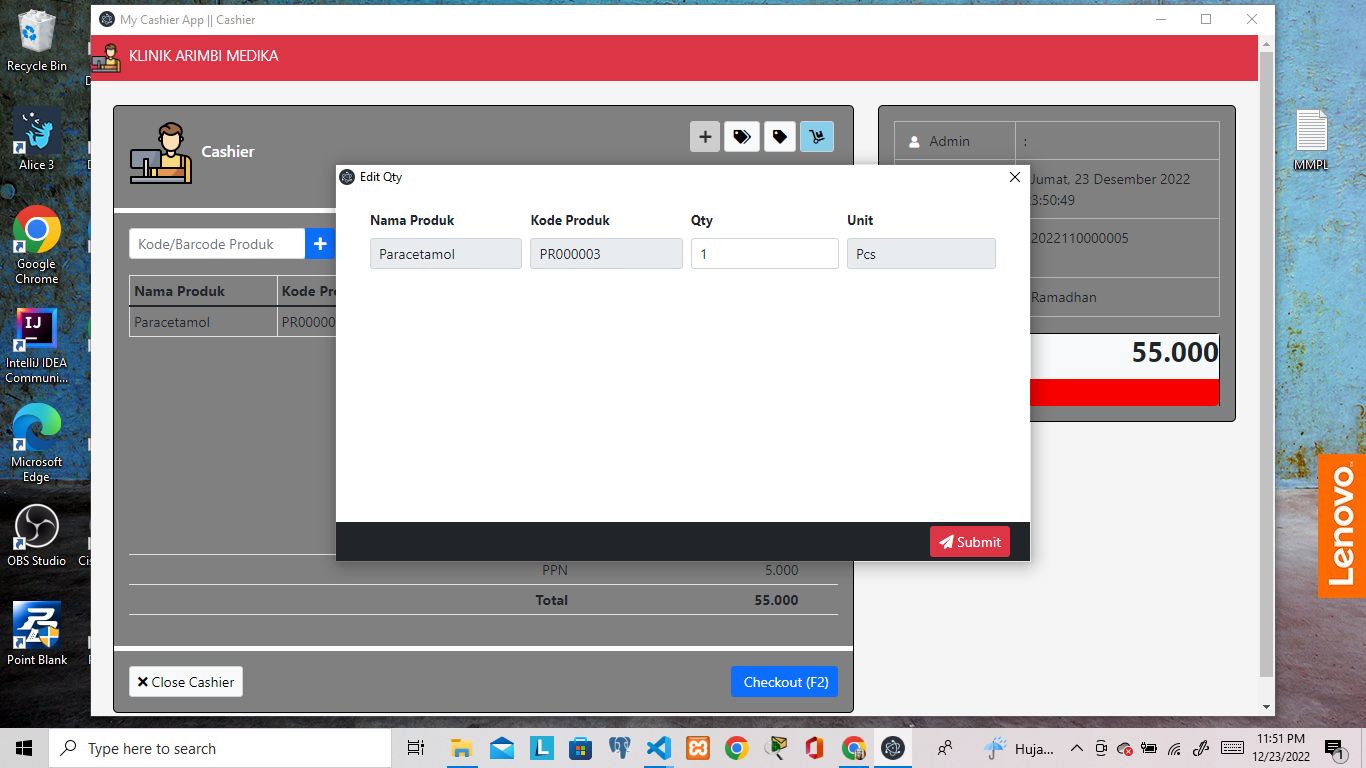 Recycle Bin
Alice 3
Google
Chrome
IntelliJ IDEA
Communi...
Microsoft
Edge
OBS Studio
Point Blank
My Cashier App || Cashier
KLINIK ARIMBI MEDIKA
Cashier
Kode/Barcode Produk
Nama Produk
Kode Pr
Paracetamol
PR00000
Edit Qty
Nama Produk Kode Produk Qty Unit
Paracetamol PR000003 1 Pcs
Submit
PPN 5.000
Total 55.000
Close Cashier
Checkout (F2)
Admin :
Jumat, 23 Desember 2022
3:50:49
2022110000005
Ramadhan
55.000
MMPL
Lenovo
Type here to search
Huja...
11:51 PM
12/23/2022
1